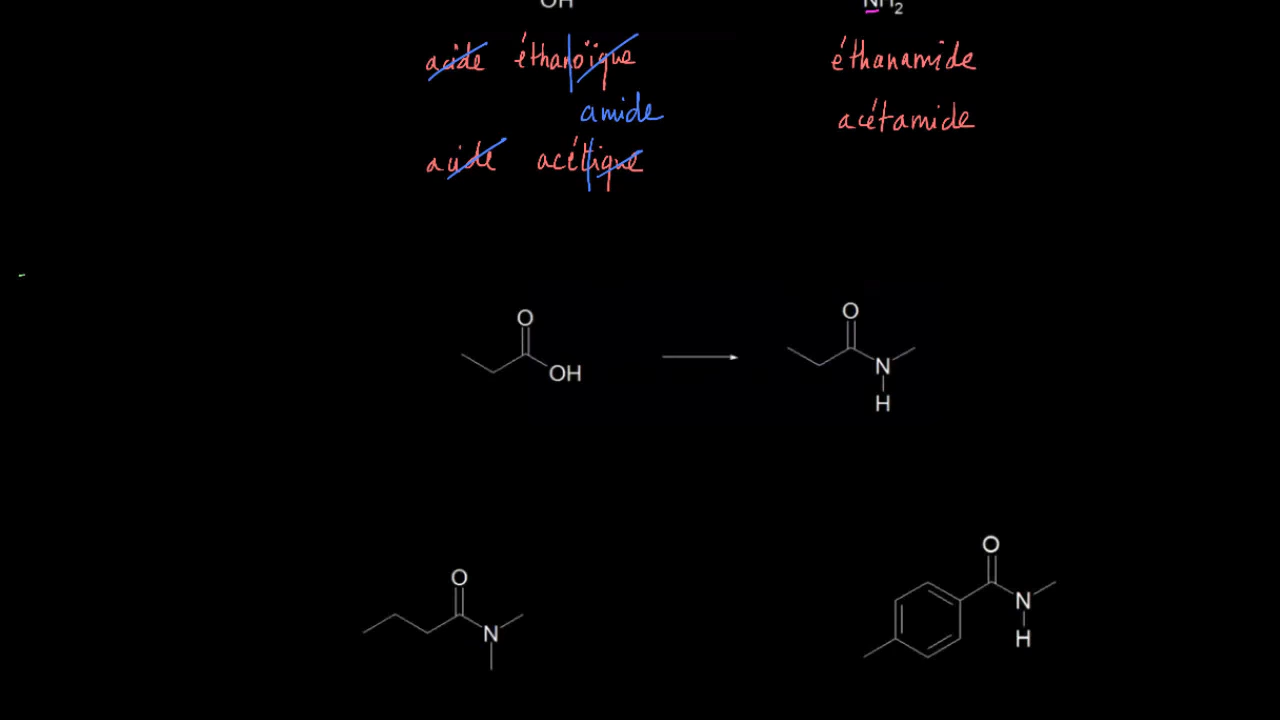 OH NH2
acide éthanoïque éthanamide
amide acétamide
acide acétique
O O
OH N
H
O O
N N
H